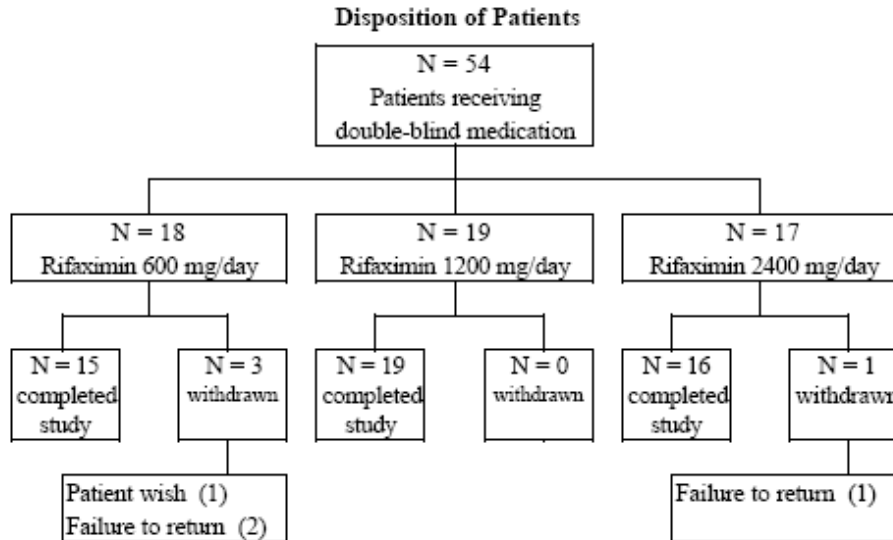 Disposition of Patients
N = 54
Patients receiving
double-blind medication
N = 18
Rifaximin 600 mg/day
N = 19
Rifaximin 1200 mg/day
N = 17
Rifaximin 2400 mg/day
N = 15
completed
study
N = 3
withdrawn
N = 19
completed
study
N = 0
withdrawn
N = 16
completed
study
N = 1
withdrawn
Patient wish (1)
Failure to return (2)
Failure to return (1)